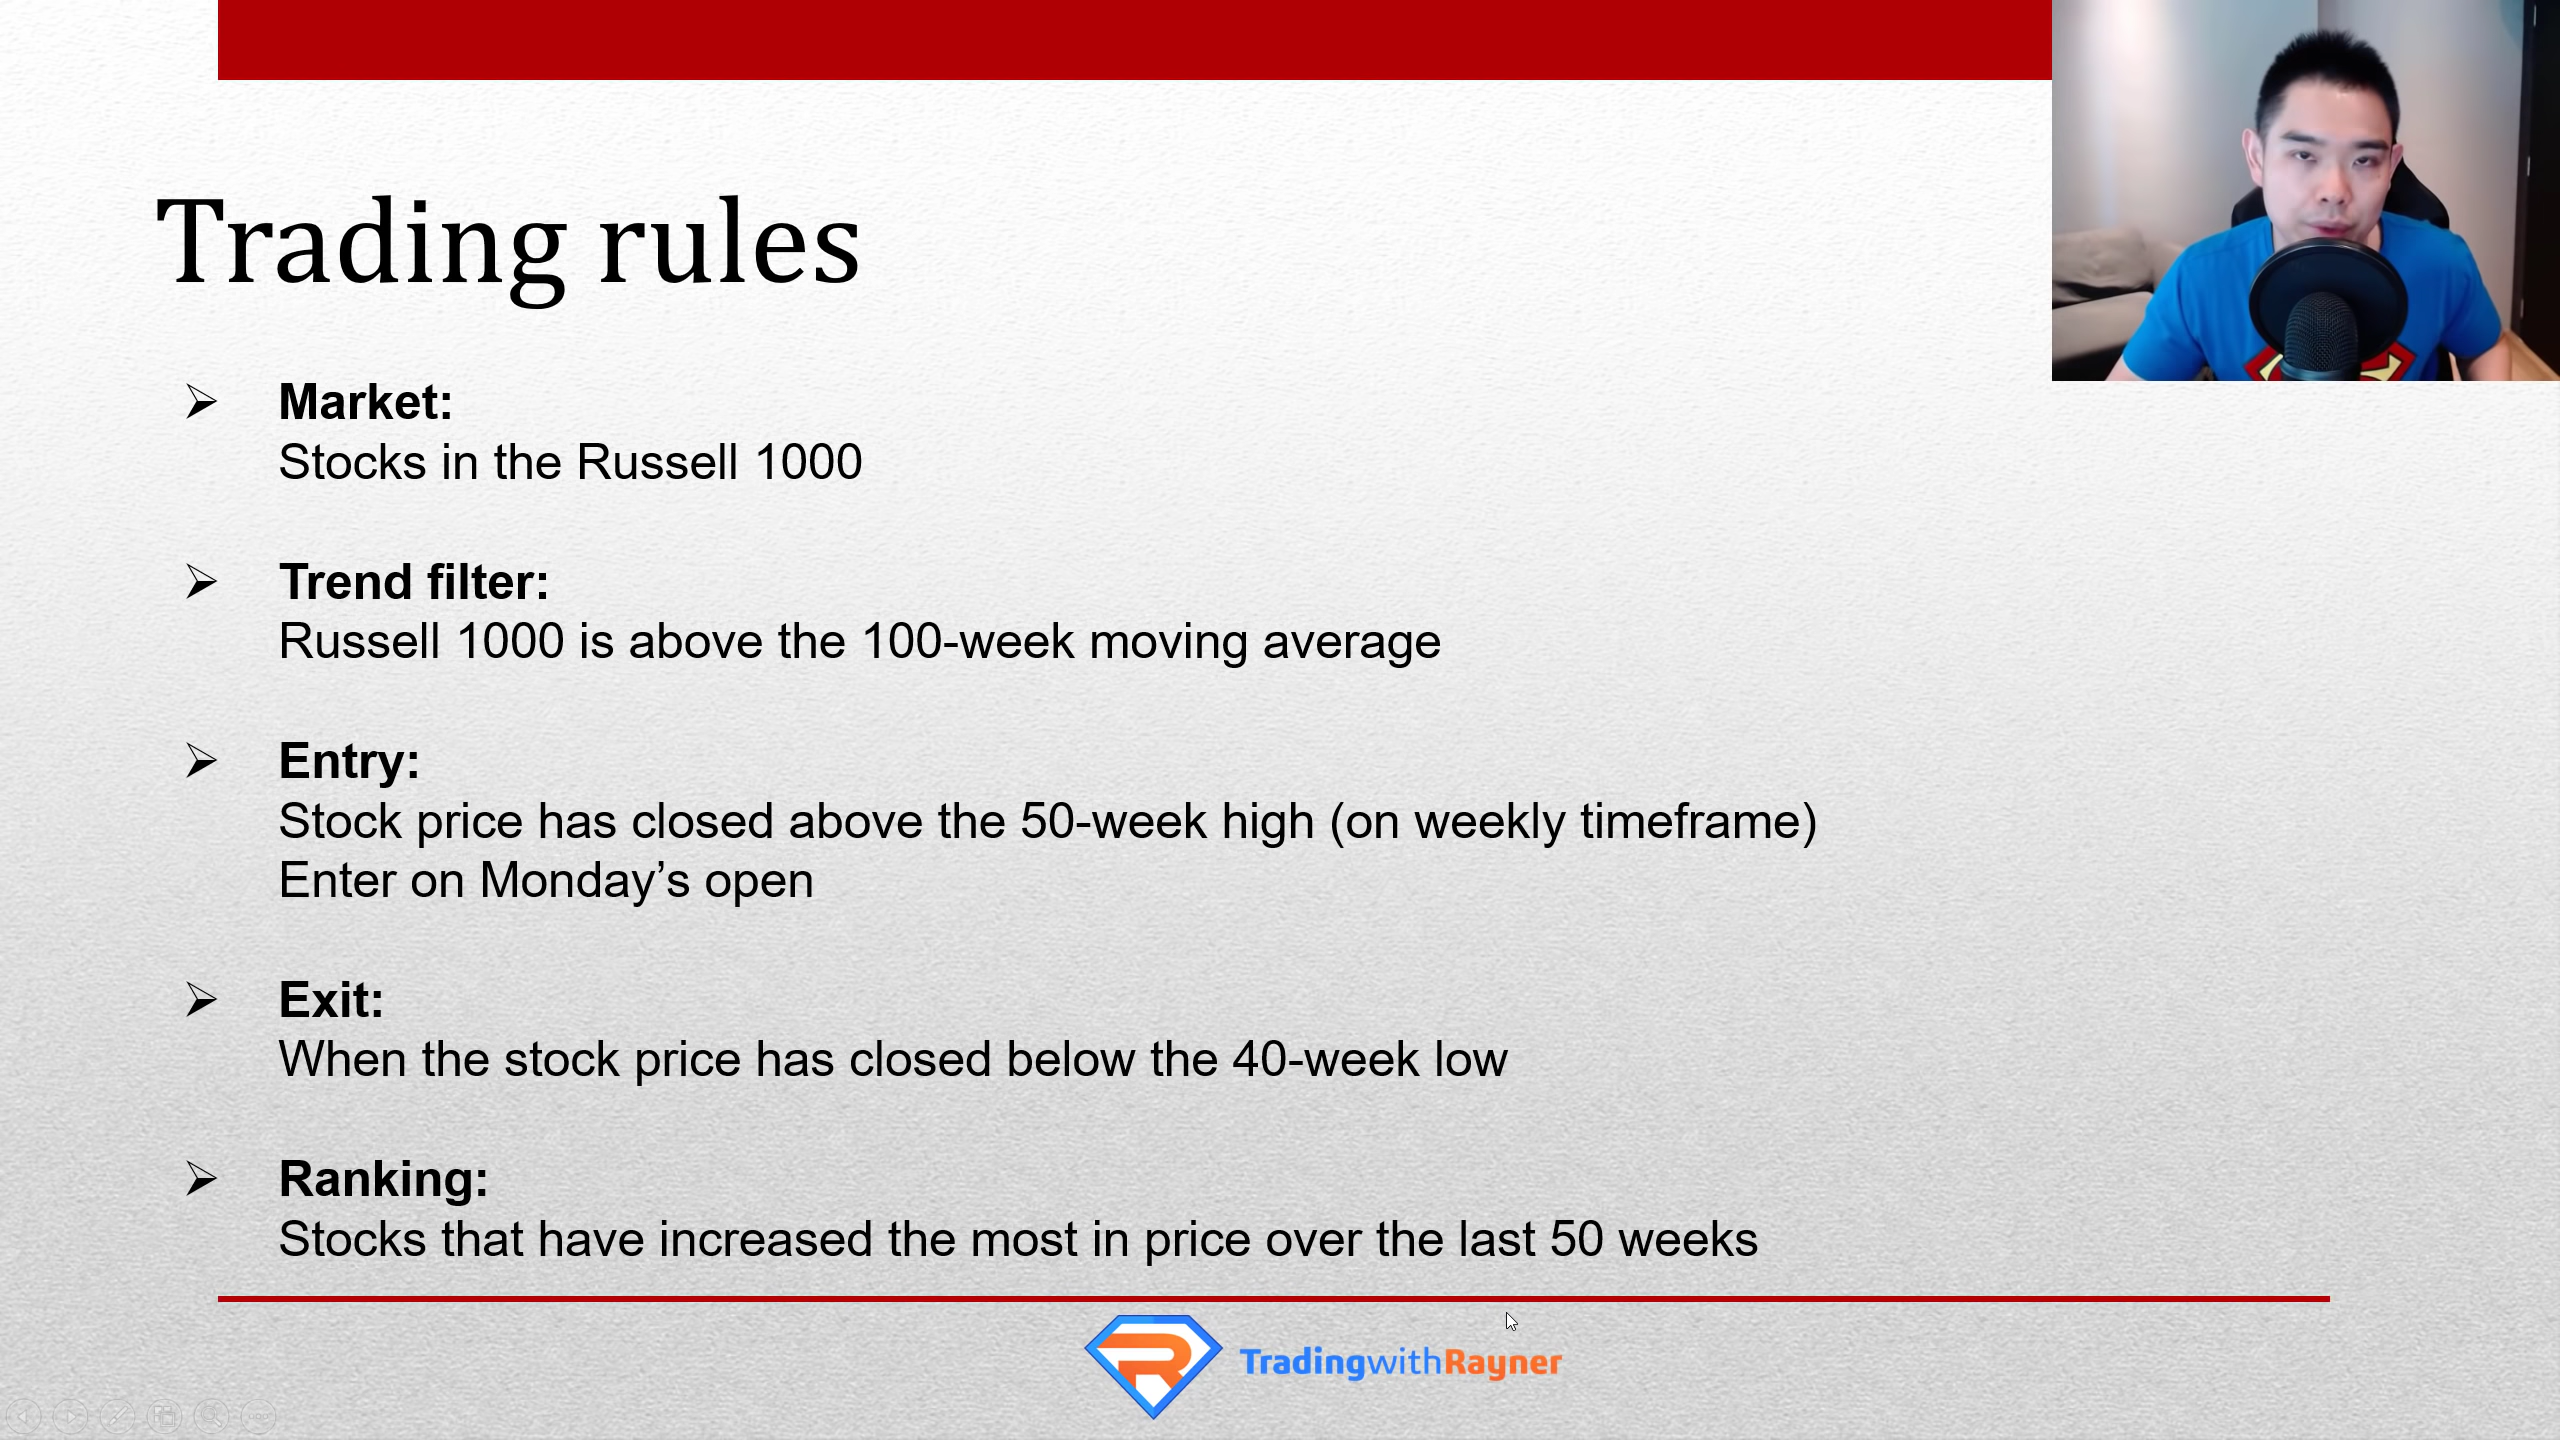 Trading rules
Market:
Stocks in the Russell 1000
Trend filter:
Russell 1000 is above the 100-week moving average
Entry:
Stock price has closed above the 50-week high (on weekly timeframe)
Enter on Monday’s open
Exit:
When the stock price has closed below the 40-week low
Ranking:
Stocks that have increased the most in price over the last 50 weeks
TradingwithRayner